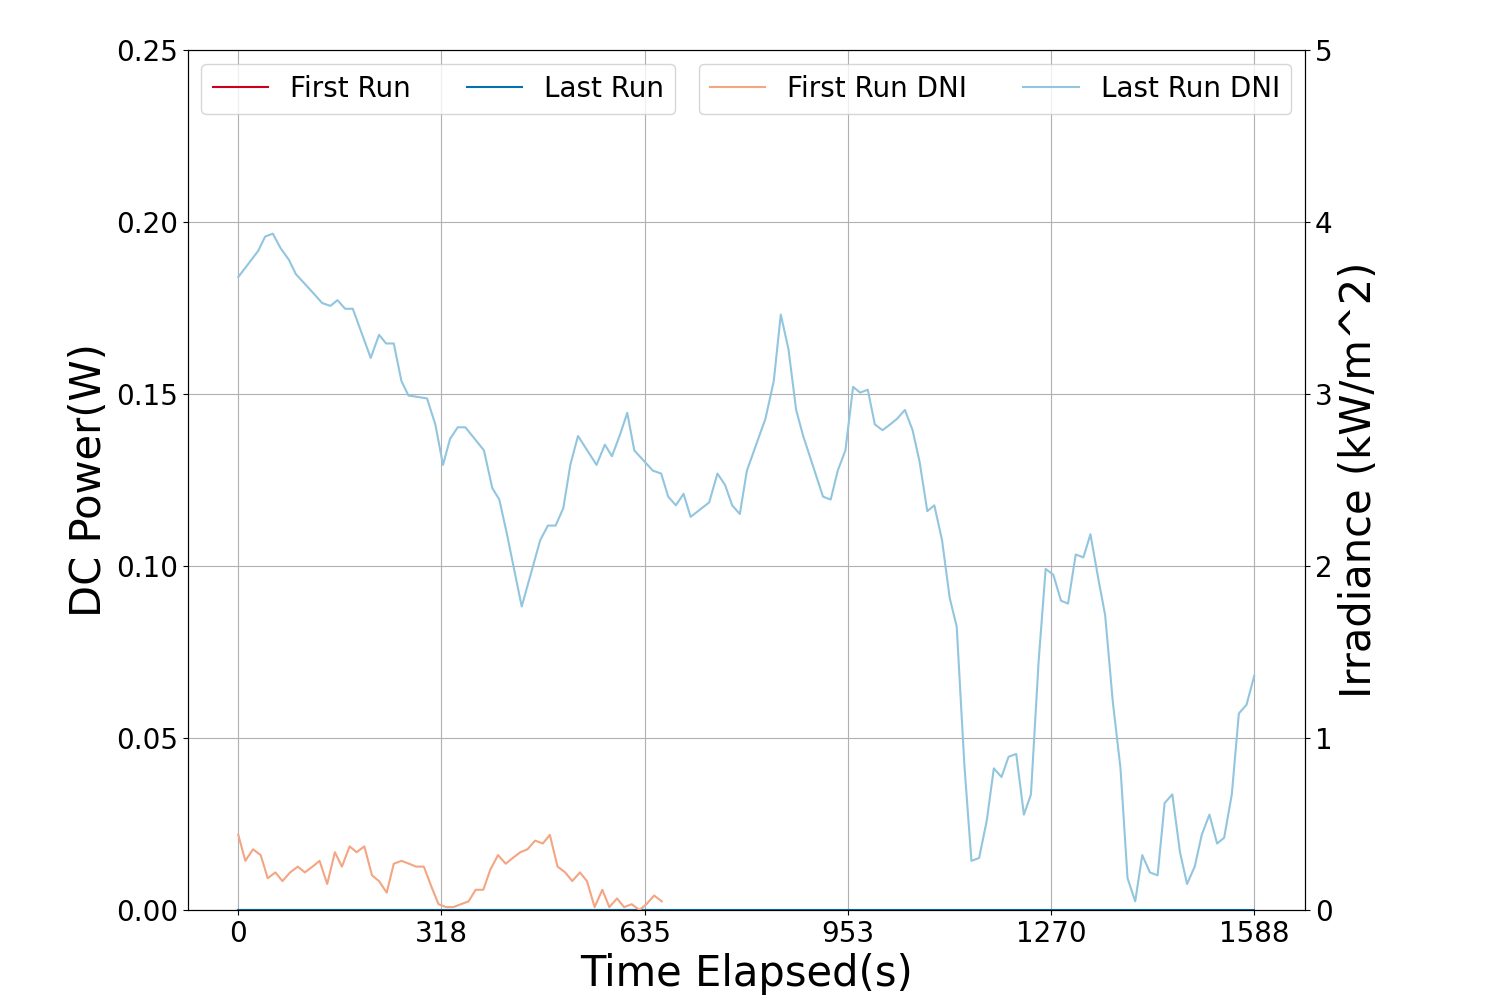 First Run
Last Run
First Run DNI
Last Run DNI
0.25
0.20
0.15
0.10
0.05
0.00
DC Power(W)
5
4
3
2
1
0
Irradiance (kW/m^2)
0 318 635 953 1270 1588
Time Elapsed(s)